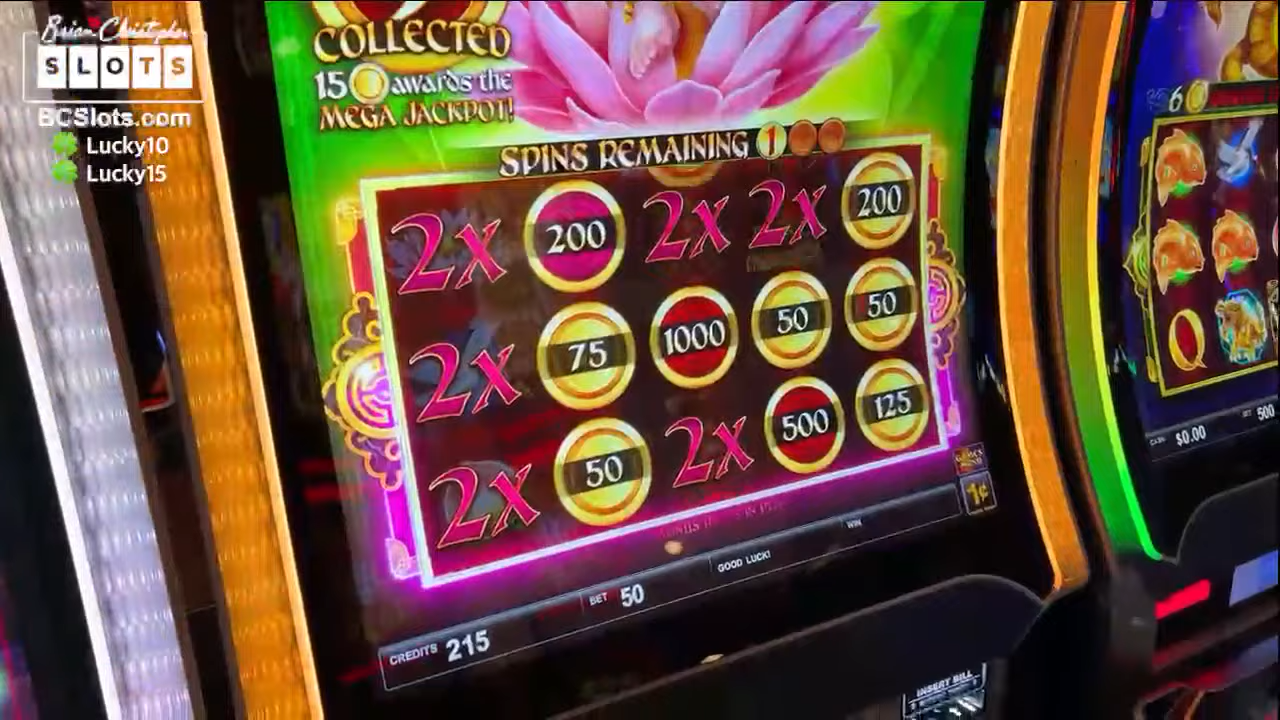 Brian Christopher
SLOTS
BCSlots.com
Lucky10
Lucky15
COLLECTED
15 awards the
MEGA JACKPOT!
SPINS REMAINING 1
2x 200 2x 2x 200
2x 75 1000 50 50
2x 50 2x 500 125
CREDITS 215
BET 50
GOOD LUCK!
WIN
1¢
INSERT BILL
6
Q
CASH $0.00
BET 500